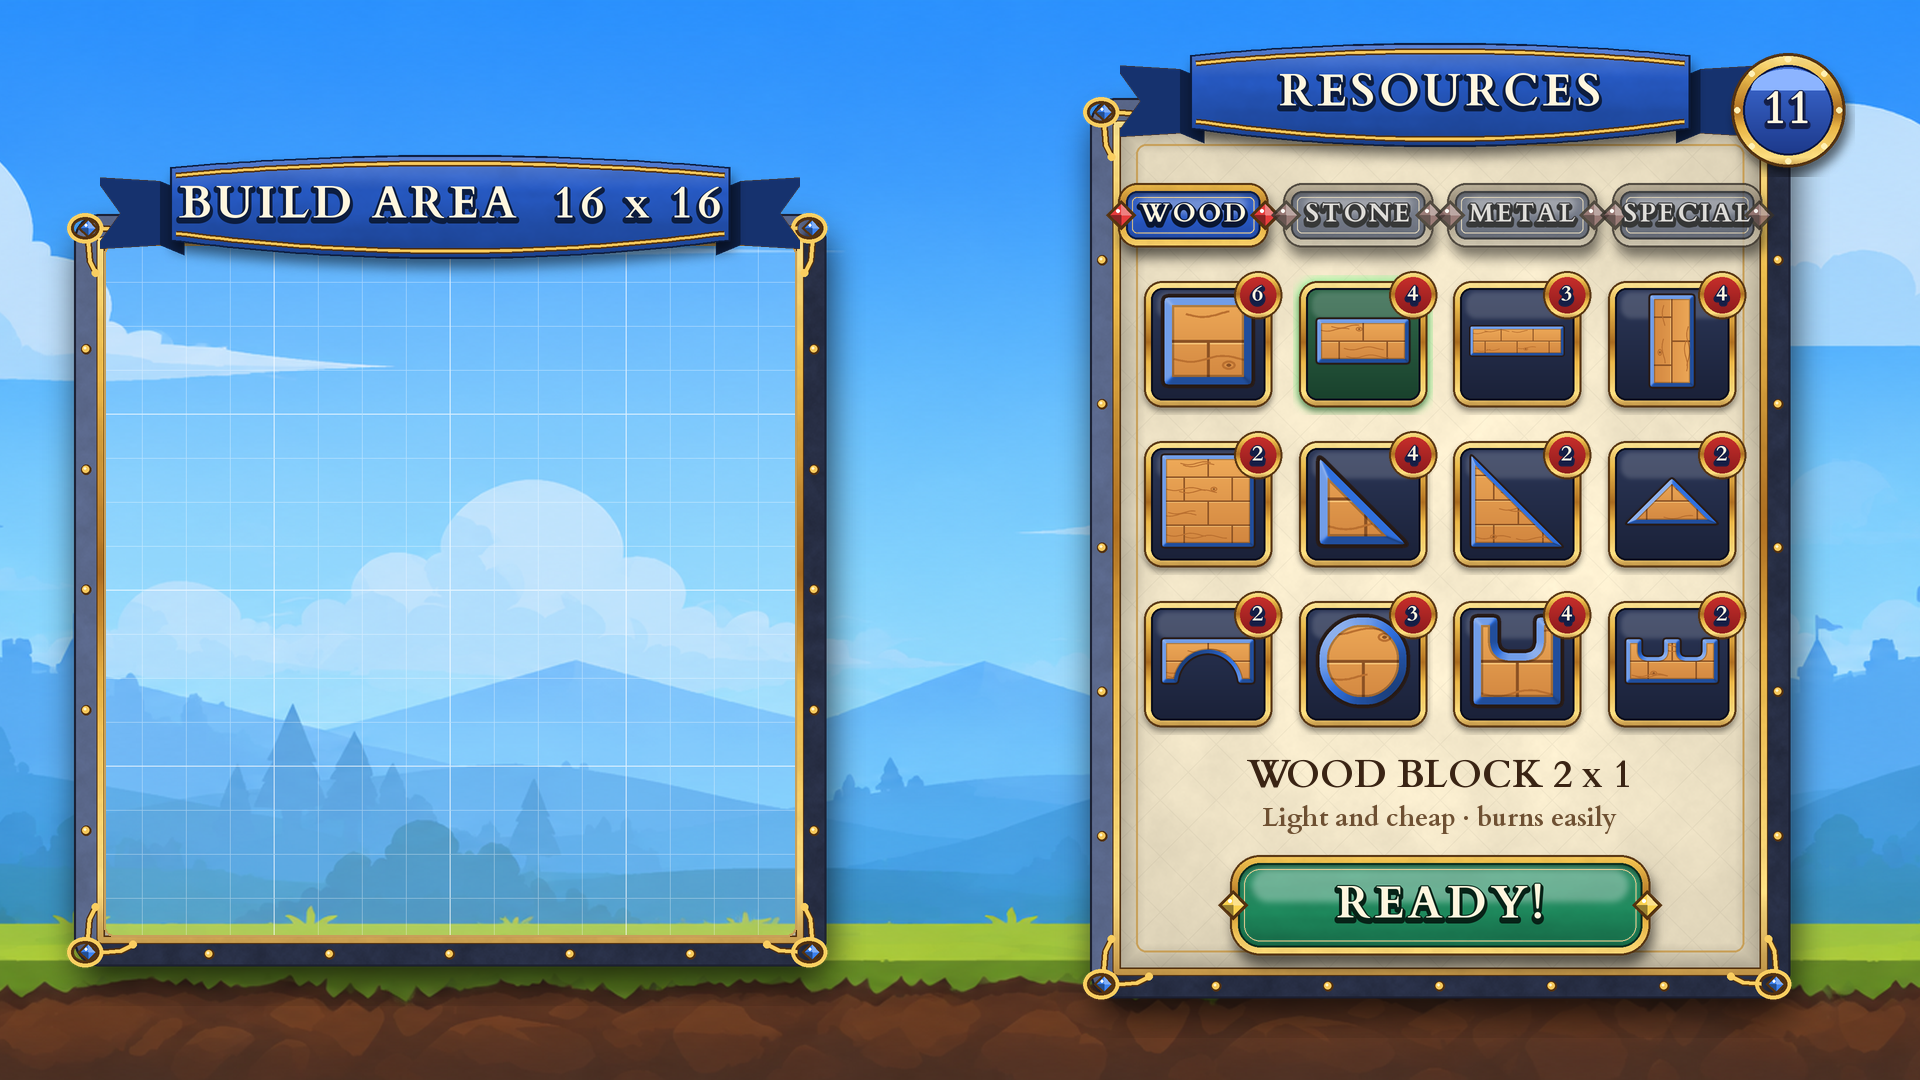 BUILD AREA 16 x 16
RESOURCES
11
WOOD STONE METAL SPECIAL
6 4 3 4
2 4 2 2
2 3 4 2
WOOD BLOCK 2 x 1
Light and cheap · burns easily
READY!